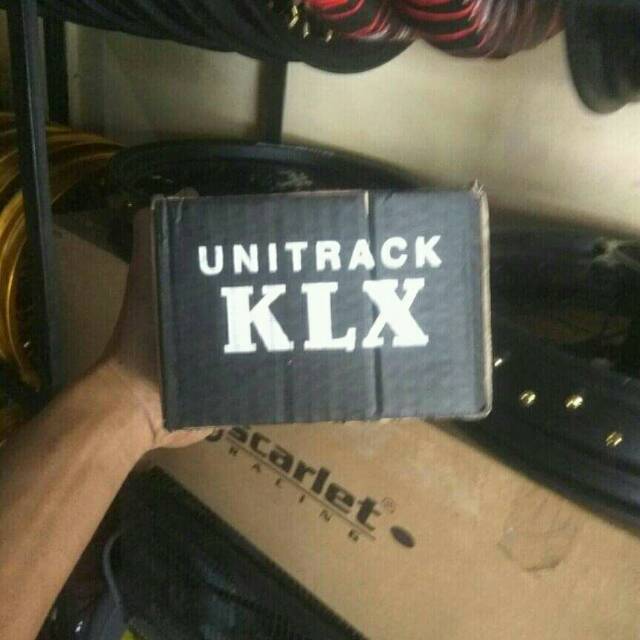 UNITRACK
KLX
scarlet®
RACING